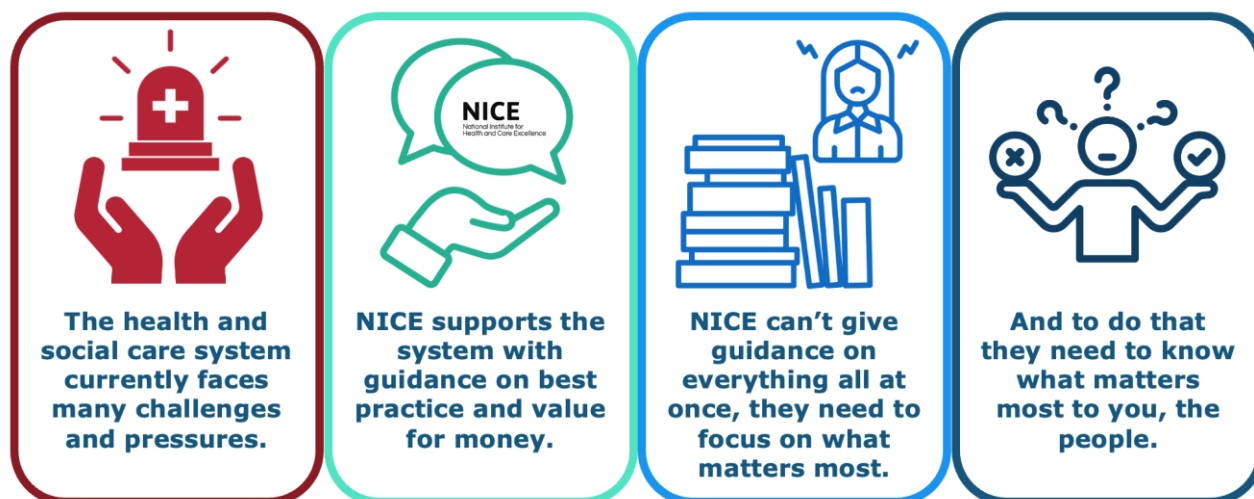 The health and
social care system
currently faces
many challenges
and pressures.
NICE
National Institute for
Health and Care Excellence
NICE supports the
system with
guidance on best
practice and value
for money.
NICE can’t give
guidance on
everything all at
once, they need to
focus on what
matters most.
? ? ?
And to do that
they need to know
what matters
most to you, the
people.